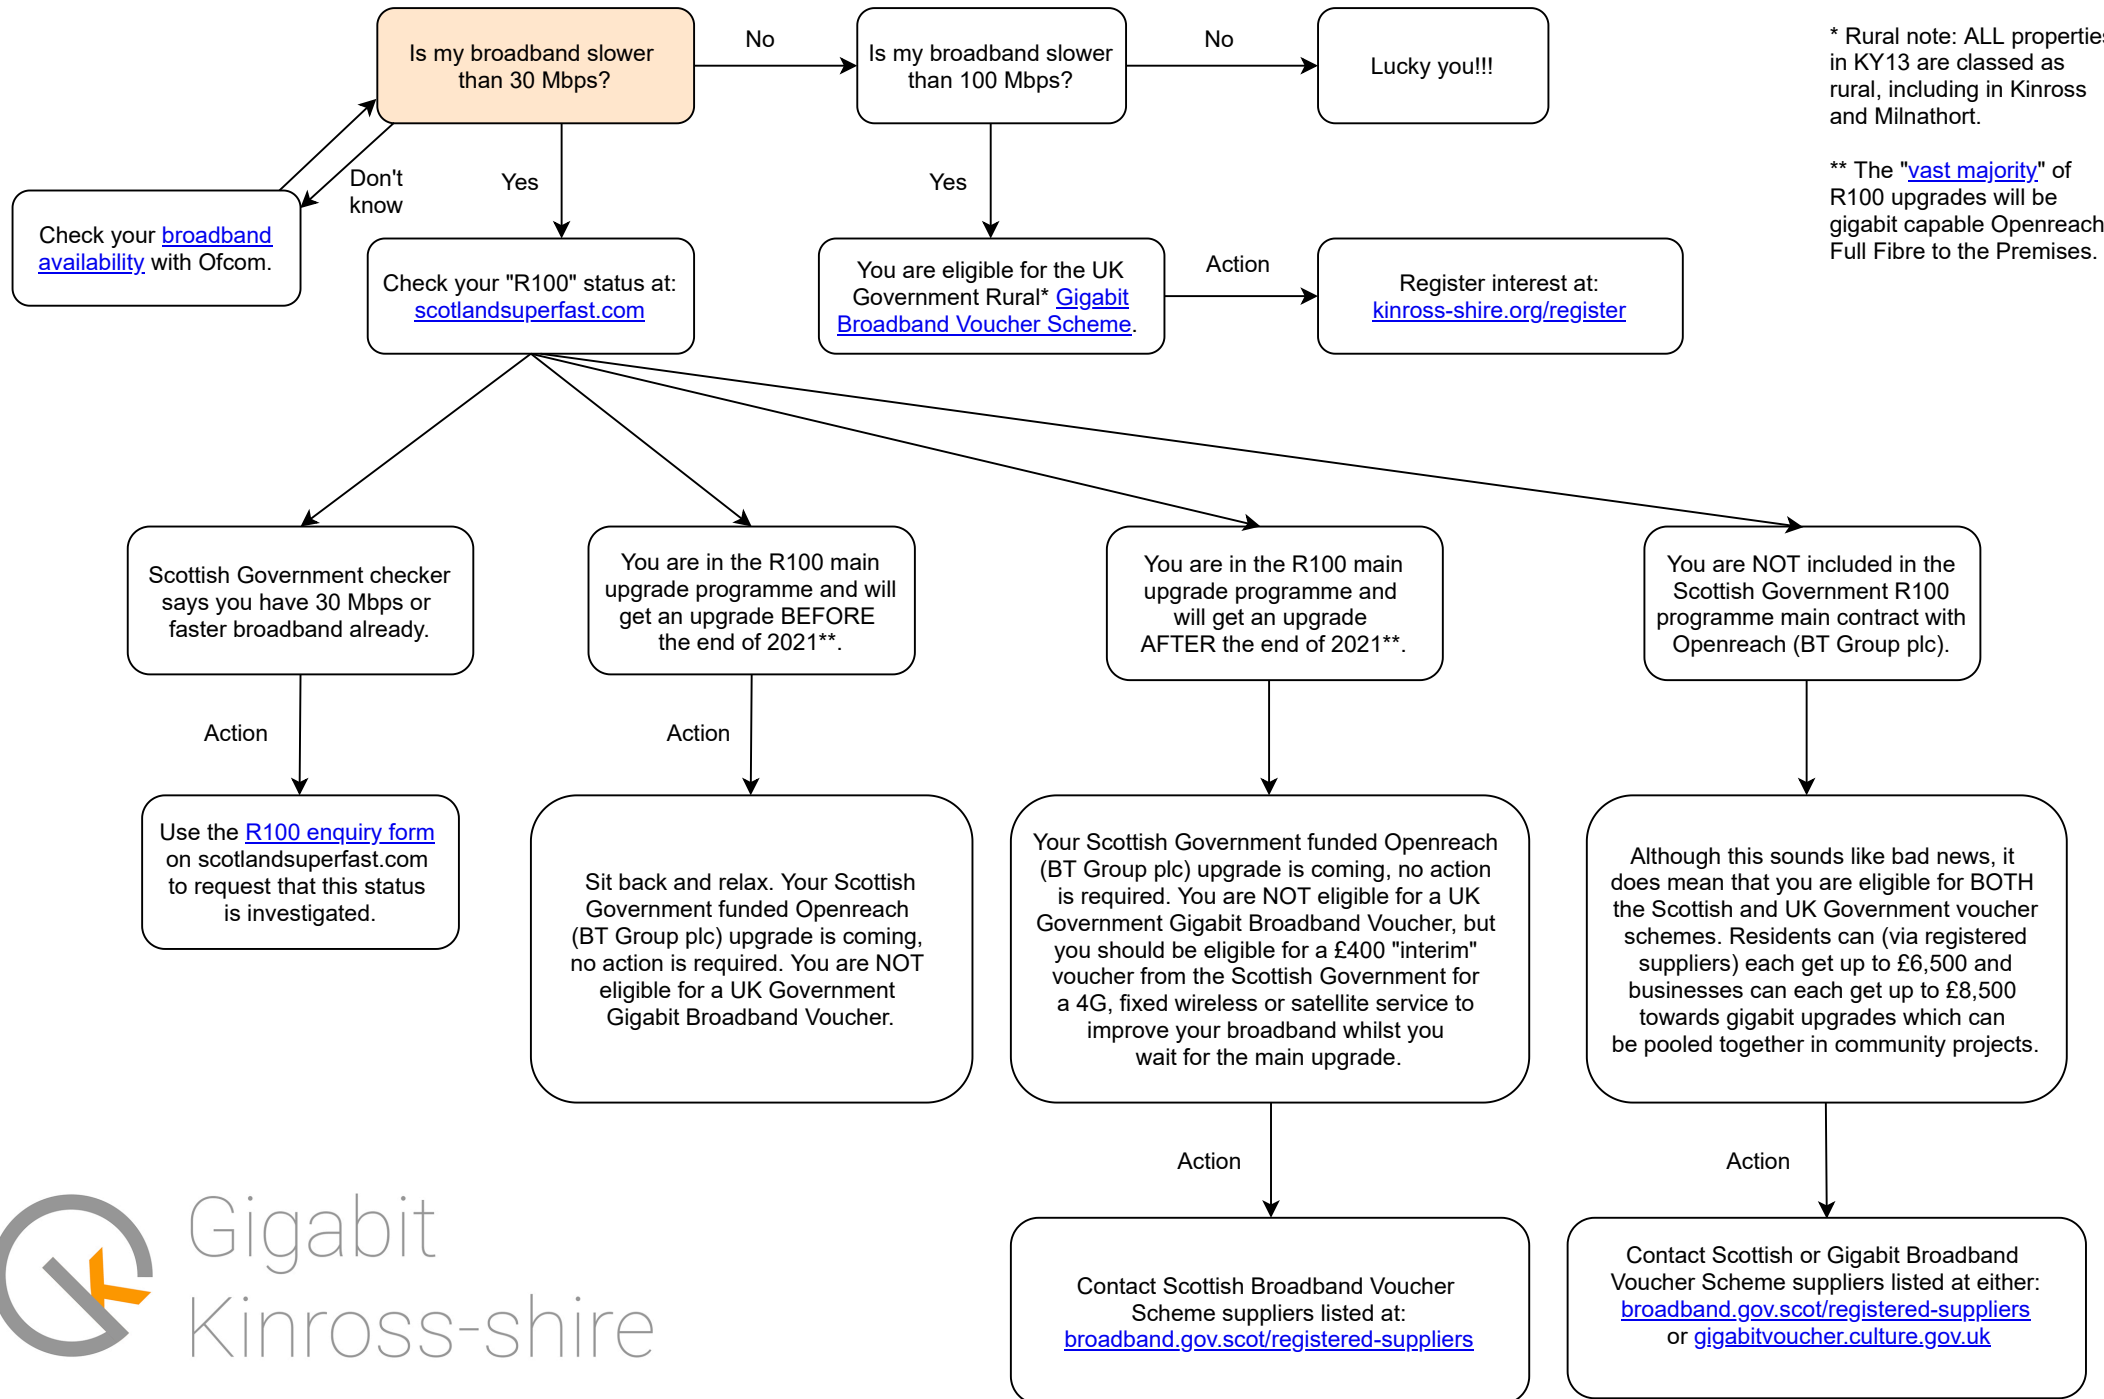 Is my broadband slower
than 30 Mbps?
No
Is my broadband slower
than 100 Mbps?
No
Lucky you!!!
* Rural note: ALL properties
in KY13 are classed as
rural, including in Kinross
and Milnathort.
** The "vast majority" of
R100 upgrades will be
gigabit capable Openreach
Full Fibre to the Premises.
Don't
know
Yes
Yes
Check your broadband
availability with Ofcom.
Check your "R100" status at:
scotlandsuperfast.com
You are eligible for the UK
Government Rural* Gigabit
Broadband Voucher Scheme.
Action
Register interest at:
kinross-shire.org/register
Scottish Government checker
says you have 30 Mbps or
faster broadband already.
You are in the R100 main
upgrade programme and will
get an upgrade BEFORE
the end of 2021**.
You are in the R100 main
upgrade programme and
will get an upgrade
AFTER the end of 2021**.
You are NOT included in the
Scottish Government R100
programme main contract with
Openreach (BT Group plc).
Action
Action
Use the R100 enquiry form
on scotlandsuperfast.com
to request that this status
is investigated.
Sit back and relax. Your Scottish
Government funded Openreach
(BT Group plc) upgrade is coming,
no action is required. You are NOT
eligible for a UK Government
Gigabit Broadband Voucher.
Your Scottish Government funded Openreach
(BT Group plc) upgrade is coming, no action
is required. You are NOT eligible for a UK
Government Gigabit Broadband Voucher, but
you should be eligible for a £400 "interim"
voucher from the Scottish Government for
a 4G, fixed wireless or satellite service to
improve your broadband whilst you
wait for the main upgrade.
Although this sounds like bad news, it
does mean that you are eligible for BOTH
the Scottish and UK Government voucher
schemes. Residents can (via registered
suppliers) each get up to £6,500 and
businesses can each get up to £8,500
towards gigabit upgrades which can
be pooled together in community projects.
Action
Action
Contact Scottish Broadband Voucher
Scheme suppliers listed at:
broadband.gov.scot/registered-suppliers
Contact Scottish or Gigabit Broadband
Voucher Scheme suppliers listed at either:
broadband.gov.scot/registered-suppliers
or gigabitvoucher.culture.gov.uk
Gigabit
Kinross-shire